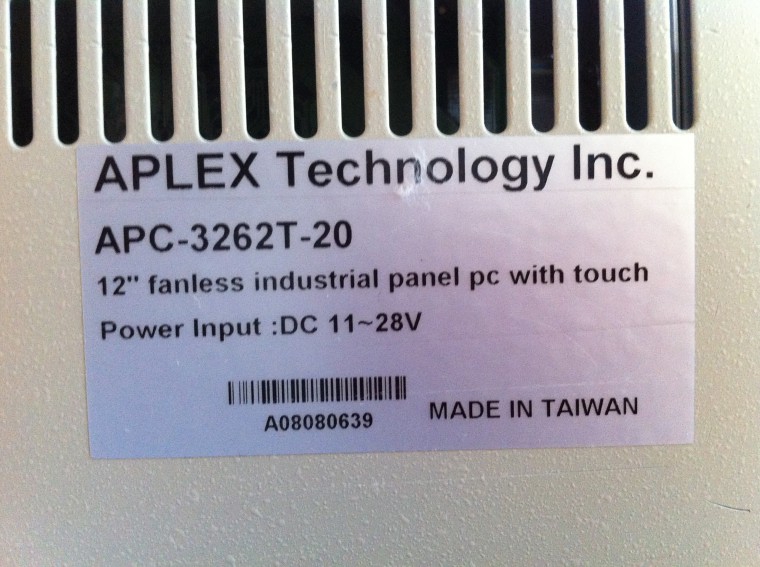 APLEX Technology Inc.
APC-3262T-20
12" fanless industrial panel pc with touch
Power Input :DC 11~28V
A08080639
MADE IN TAIWAN